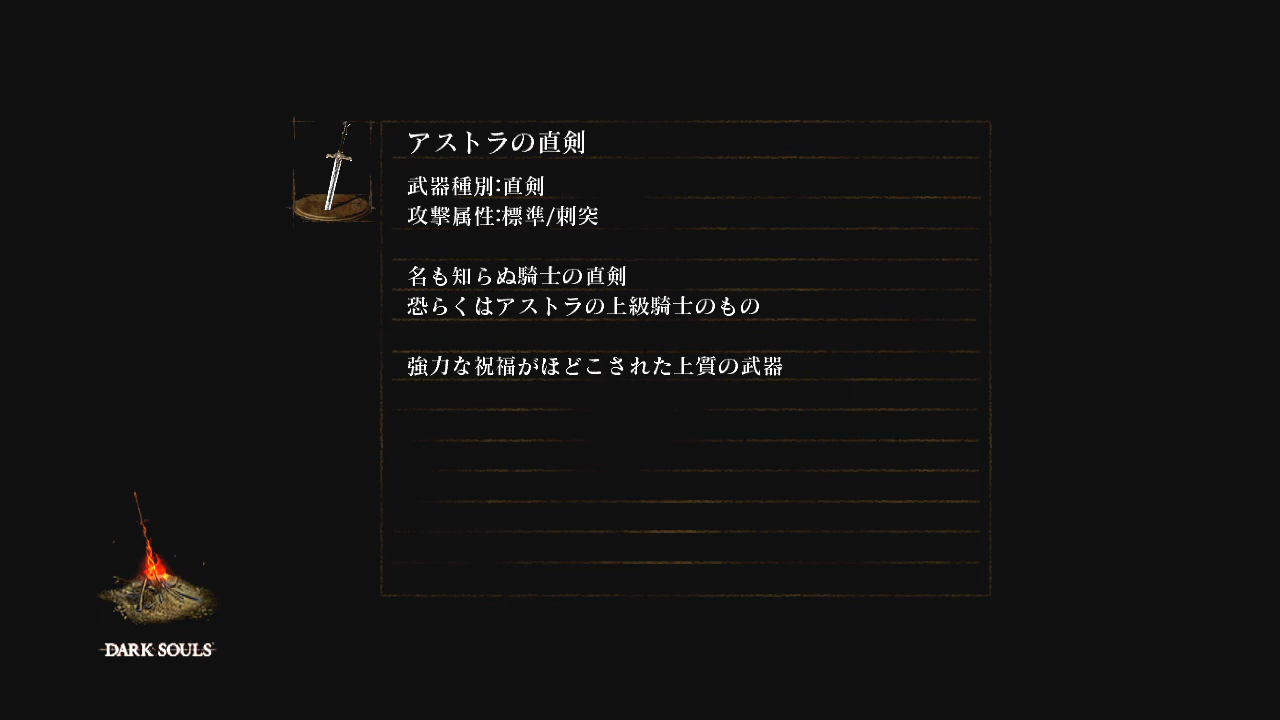 アストラの直剣
武器種別:直剣
攻撃属性:標準/刺突
名も知らぬ騎士の直剣
恐らくはアストラの上級騎士のもの
強力な祝福がほどこされた上質の武器
DARK SOULS